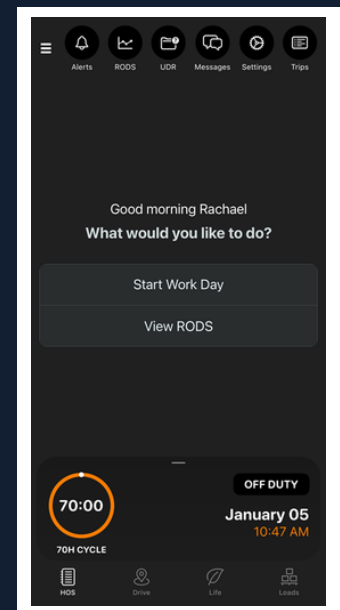 Alerts RODS UDR Messages Settings Trips
Good morning Rachael
What would you like to do?
Start Work Day
View RODS
OFF DUTY
70:00
January 05
10:47 AM
70H CYCLE
HOS Drive Life Loads